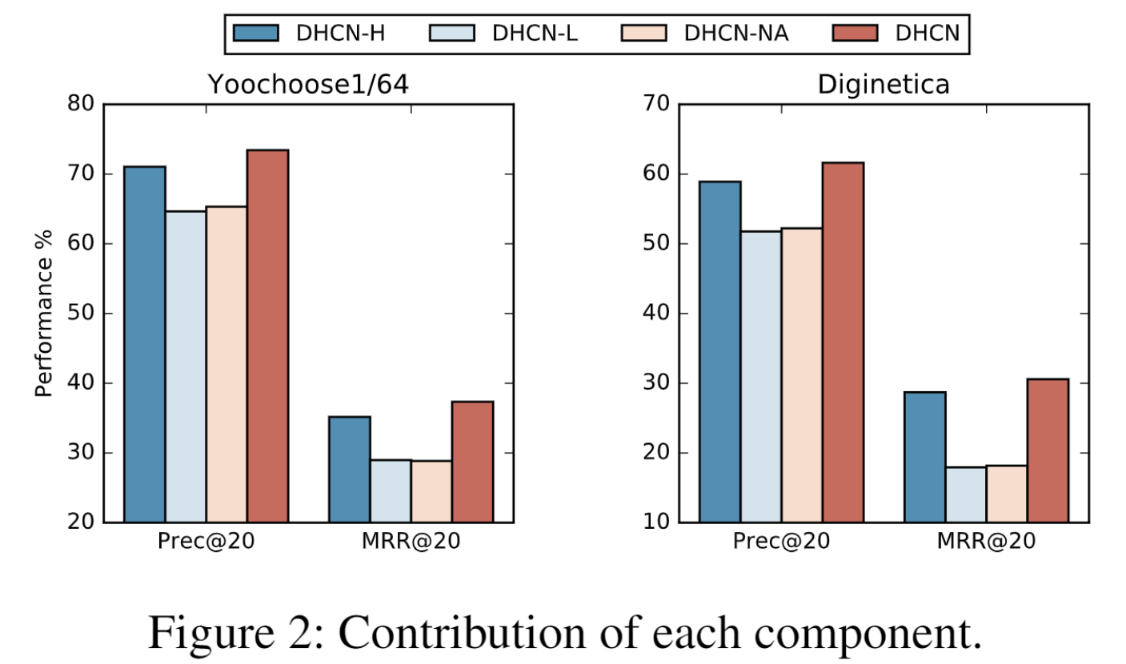 DHCN-H DHCN-L DHCN-NA DHCN
Yoochoose1/64
80
70
60
50
40
30
20
Performance %
Prec@20 MRR@20
Diginetica
70
60
50
40
30
20
10
Prec@20 MRR@20
Figure 2: Contribution of each component.